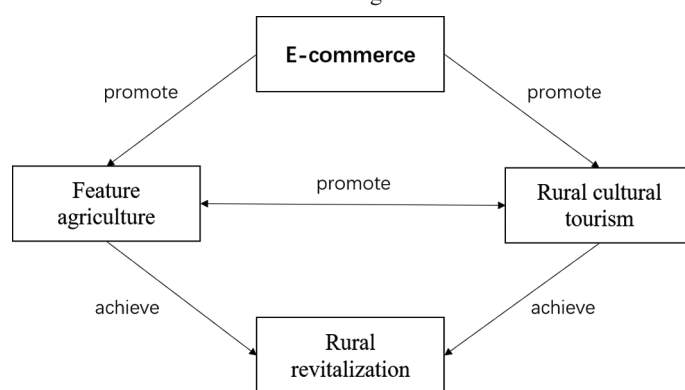 E-commerce
promote
promote
Feature
agriculture
promote
Rural cultural
tourism
achieve
achieve
Rural
revitalization